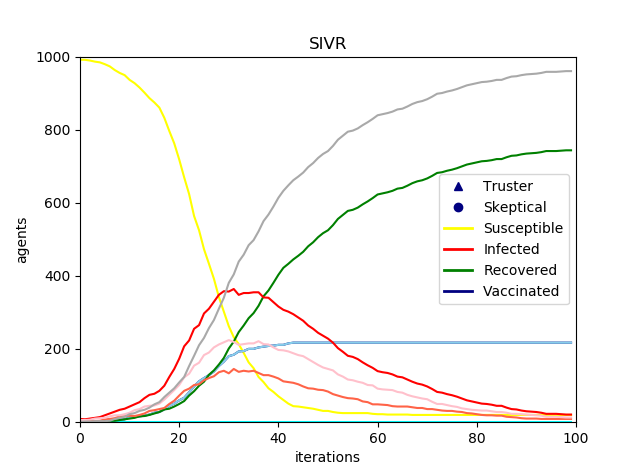 SIVR
1000
800
600
400
200
0
agents
0 20 40 60 80 100
iterations
Truster
Skeptical
Susceptible
Infected
Recovered
Vaccinated